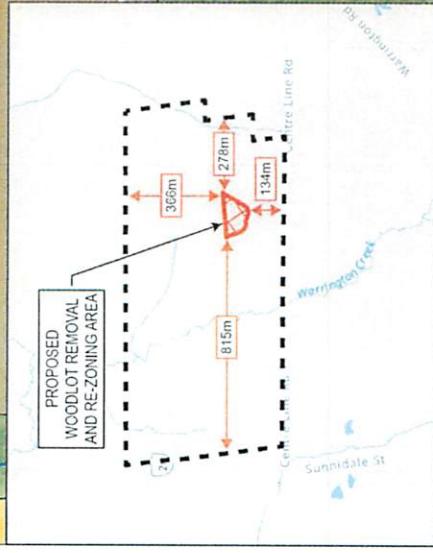 PROPOSED
WOODLOT REMOVAL
AND RE-ZONING AREA
366m
278m
134m
815m
Warrington Rd
Centre Line Rd
Warrington Creek
Sunnidale St